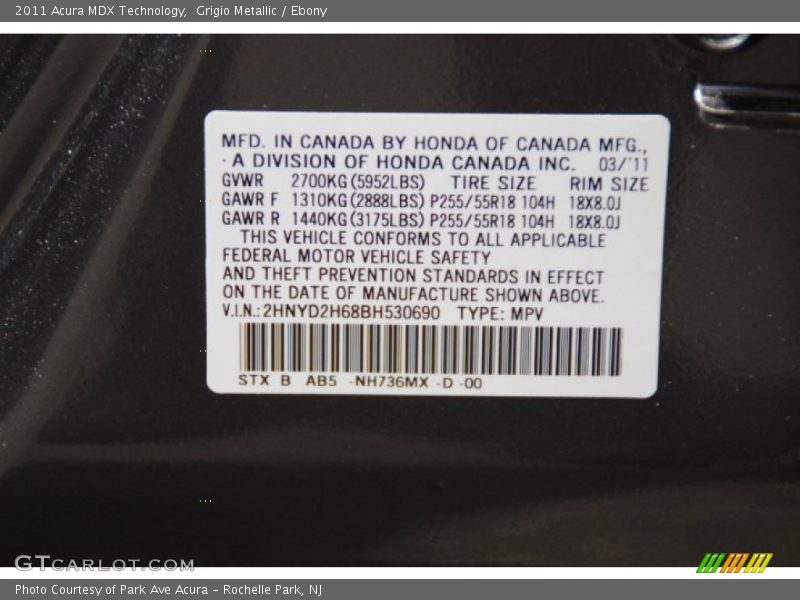 2011 Acura MDX Technology,  Grigio Metallic / Ebony
MFD. IN CANADA BY HONDA OF CANADA MFG.,
A DIVISION OF HONDA CANADA INC. 03/'11
GVWR 2700KG(5952LBS) TIRE SIZE RIM SIZE
GAWR F 1310KG(2888LBS) P255/55R18 104H 18X8.0J
GAWR R 1440KG(3175LBS) P255/55R18 104H 18X8.0J
THIS VEHICLE CONFORMS TO ALL APPLICABLE
FEDERAL MOTOR VEHICLE SAFETY
AND THEFT PREVENTION STANDARDS IN EFFECT
ON THE DATE OF MANUFACTURE SHOWN ABOVE.
V.I.N.: 2HNYD2H68BH530690 TYPE: MPV
STX B AB5 -NH736MX -D -00
GTCARLOT.COM
Photo Courtesy of Park Ave Acura – Rochelle Park, NJ